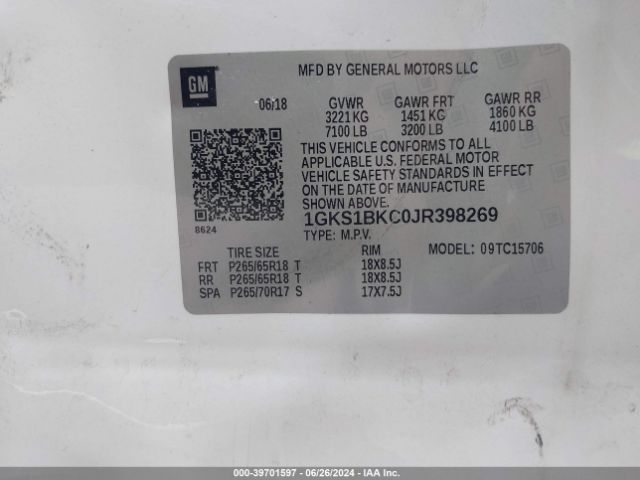 GM
MFD BY GENERAL MOTORS LLC
06/18 GVWR GAWR FRT GAWR RR
3221 KG 1451 KG 1860 KG
7100 LB 3200 LB 4100 LB
THIS VEHICLE CONFORMS TO ALL
APPLICABLE U.S. FEDERAL MOTOR
VEHICLE SAFETY STANDARDS IN EFFECT
ON THE DATE OF MANUFACTURE
SHOWN ABOVE.
1GKS1BKC0JR398269
8624
TYPE: M.P.V.
TIRE SIZE RIM MODEL: 09TC15706
FRT P265/65R18 T 18X8.5J
RR P265/65R18 T 18X8.5J
SPA P265/70R17 S 17X7.5J
000-39701597 - 06/26/2024 - IAA Inc.